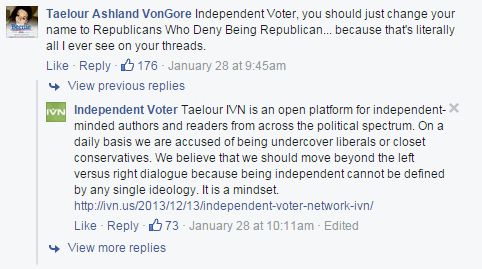 Taelour Ashland VonGore Independent Voter, you should just change your
name to Republicans Who Deny Being Republican... because that's literally
all I ever see on your threads.
Like · Reply · 176 · January 28 at 9:45am
View previous replies
IVN
Independent Voter Taelour IVN is an open platform for independent-
minded authors and readers from across the political spectrum. On a
daily basis we are accused of being undercover liberals or closet
conservatives. We believe that we should move beyond the left
versus right dialogue because being independent cannot be defined
by any single ideology. It is a mindset.
http://ivn.us/2013/12/13/independent-voter-network-ivn/
Like · Reply · 73 · January 28 at 10:11am · Edited
View more replies